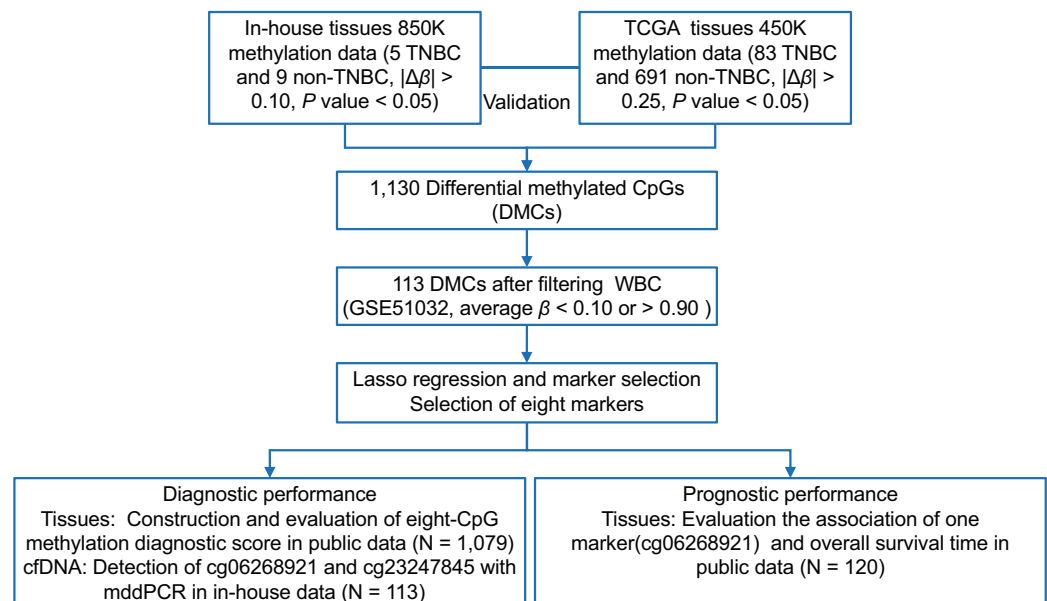 In-house tissues 850K
methylation data (5 TNBC
and 9 non-TNBC, |Δβ| >
0.10, P value < 0.05)
Validation
TCGA tissues 450K
methylation data (83 TNBC
and 691 non-TNBC, |Δβ| >
0.25, P value < 0.05)
1,130 Differential methylated CpGs
(DMCs)
113 DMCs after filtering WBC
(GSE51032, average β < 0.10 or > 0.90 )
Lasso regression and marker selection
Selection of eight markers
Diagnostic performance
Tissues: Construction and evaluation of eight-CpG
methylation diagnostic score in public data (N = 1,079)
cfDNA: Detection of cg06268921 and cg23247845 with
mddPCR in in-house data (N = 113)
Prognostic performance
Tissues: Evaluation the association of one
marker(cg06268921) and overall survival time in
public data (N = 120)